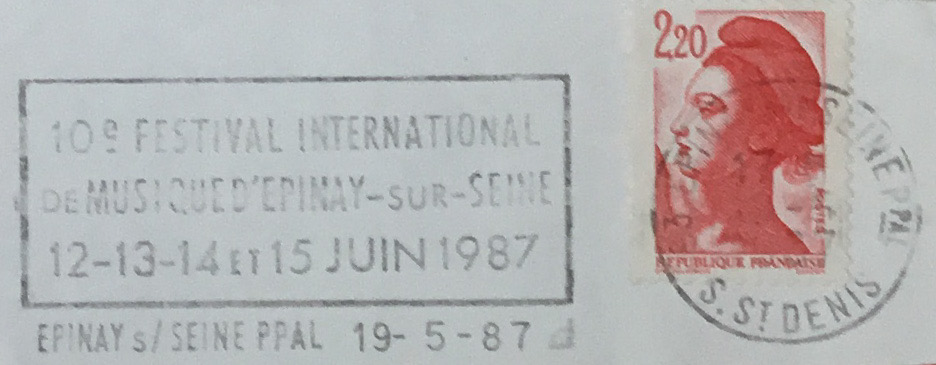 10e FESTIVAL INTERNATIONAL
DE MUSIQUE D'EPINAY-SUR-SEINE
12-13-14 ET 15 JUIN 1987
EPINAY s/ SEINE PPAL 19-5-87
2,20
REPUBLIQUE FRANÇAISE
SEINE PPAL
S. ST DENIS